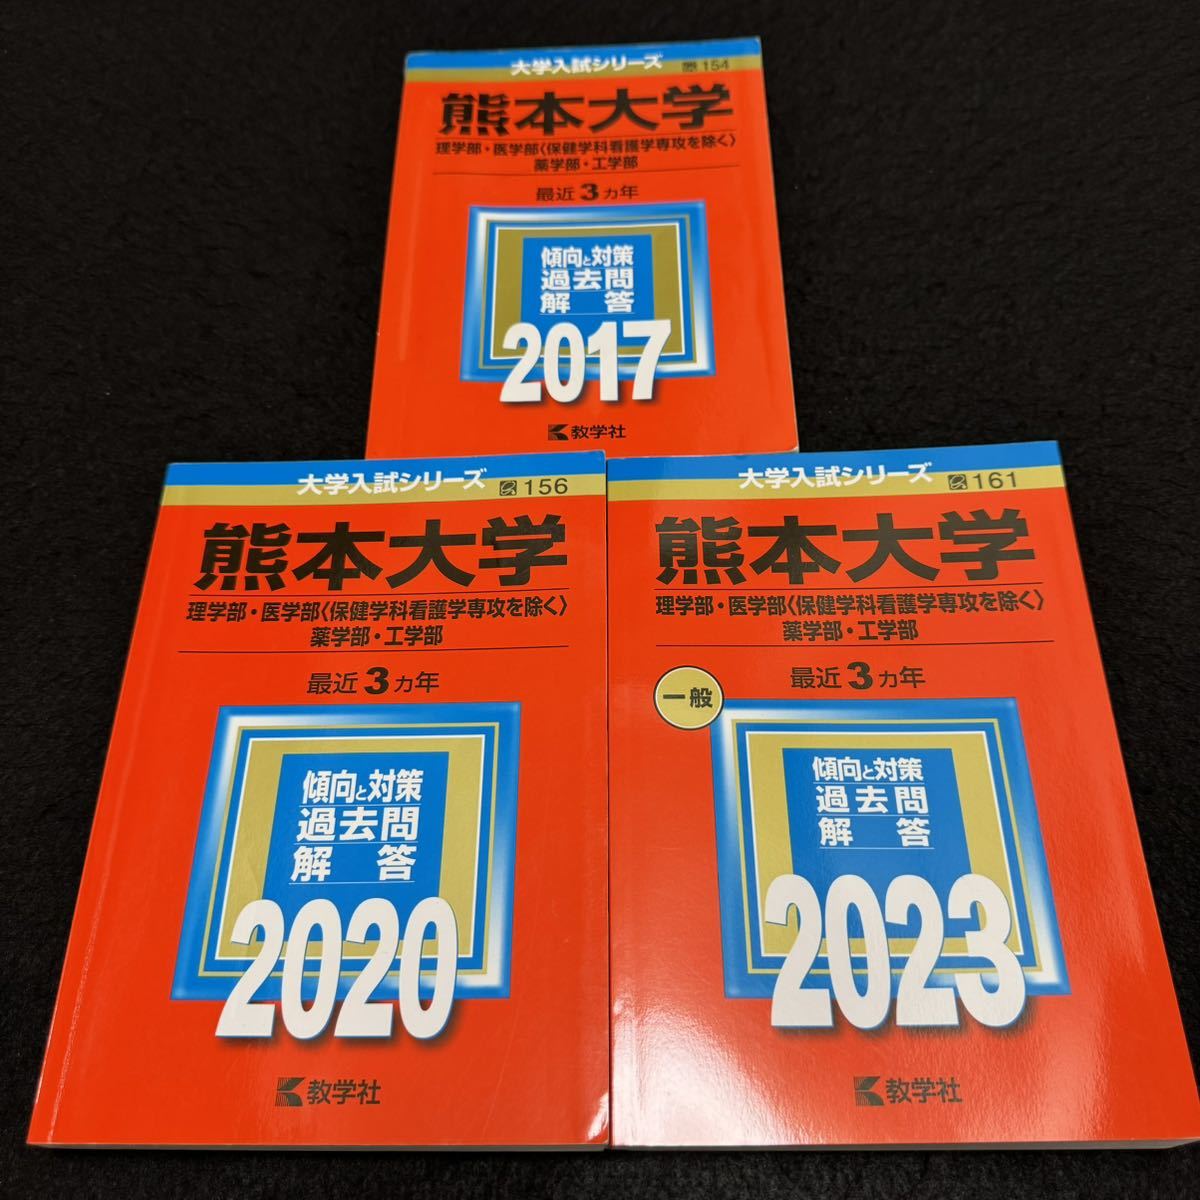 大学入試シリーズ 154
熊本大学
理学部・医学部〈保健学科看護学専攻を除く〉
薬学部・工学部
最近3ヵ年
傾向と対策
過去問
解答
2017
教学社
大学入試シリーズ 156
熊本大学
理学部・医学部〈保健学科看護学専攻を除く〉
薬学部・工学部
最近3ヵ年
傾向と対策
過去問
解答
2020
教学社
大学入試シリーズ 161
熊本大学
理学部・医学部〈保健学科看護学専攻を除く〉
薬学部・工学部
一般
最近3ヵ年
傾向と対策
過去問
解答
2023
教学社